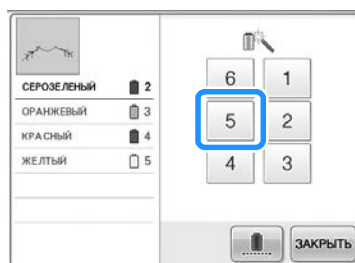 СЕРОЗЕЛЕНЫЙ 2
ОРАНЖЕВЫЙ 3
КРАСНЫЙ 4
ЖЕЛТЫЙ 5
6 1
5 2
4 3
ЗАКРЫТЬ